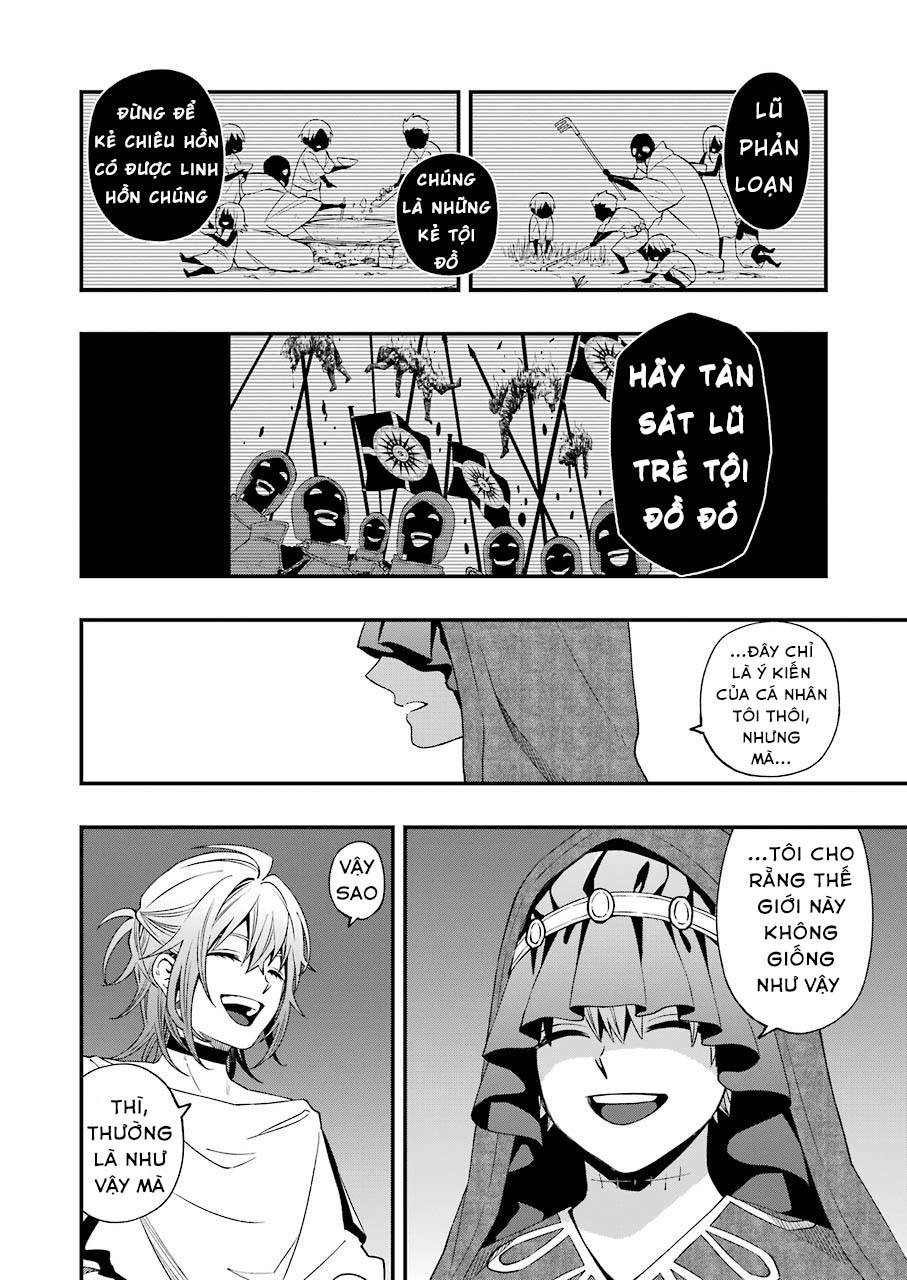 LŨ
PHẢN
LOẠN
CHÚNG
LÀ NHỮNG
KẺ TỘI
ĐỒ
ĐỪNG ĐỂ
KẺ CHIÊU HỒN
CÓ ĐƯỢC LINH
HỒN CHÚNG
HÃY TÀN
SÁT LŨ
TRẺ TỘI
ĐỒ ĐÓ
...ĐÂY CHỈ
LÀ Ý KIẾN
CỦA CÁ NHÂN
TÔI THÔI,
NHƯNG
MÀ...
...TÔI CHO
RẰNG THẾ
GIỚI NÀY
KHÔNG
GIỐNG
NHƯ VẬY
VẬY
SAO
THÌ,
THƯỜNG
LÀ NHƯ
VẬY MÀ